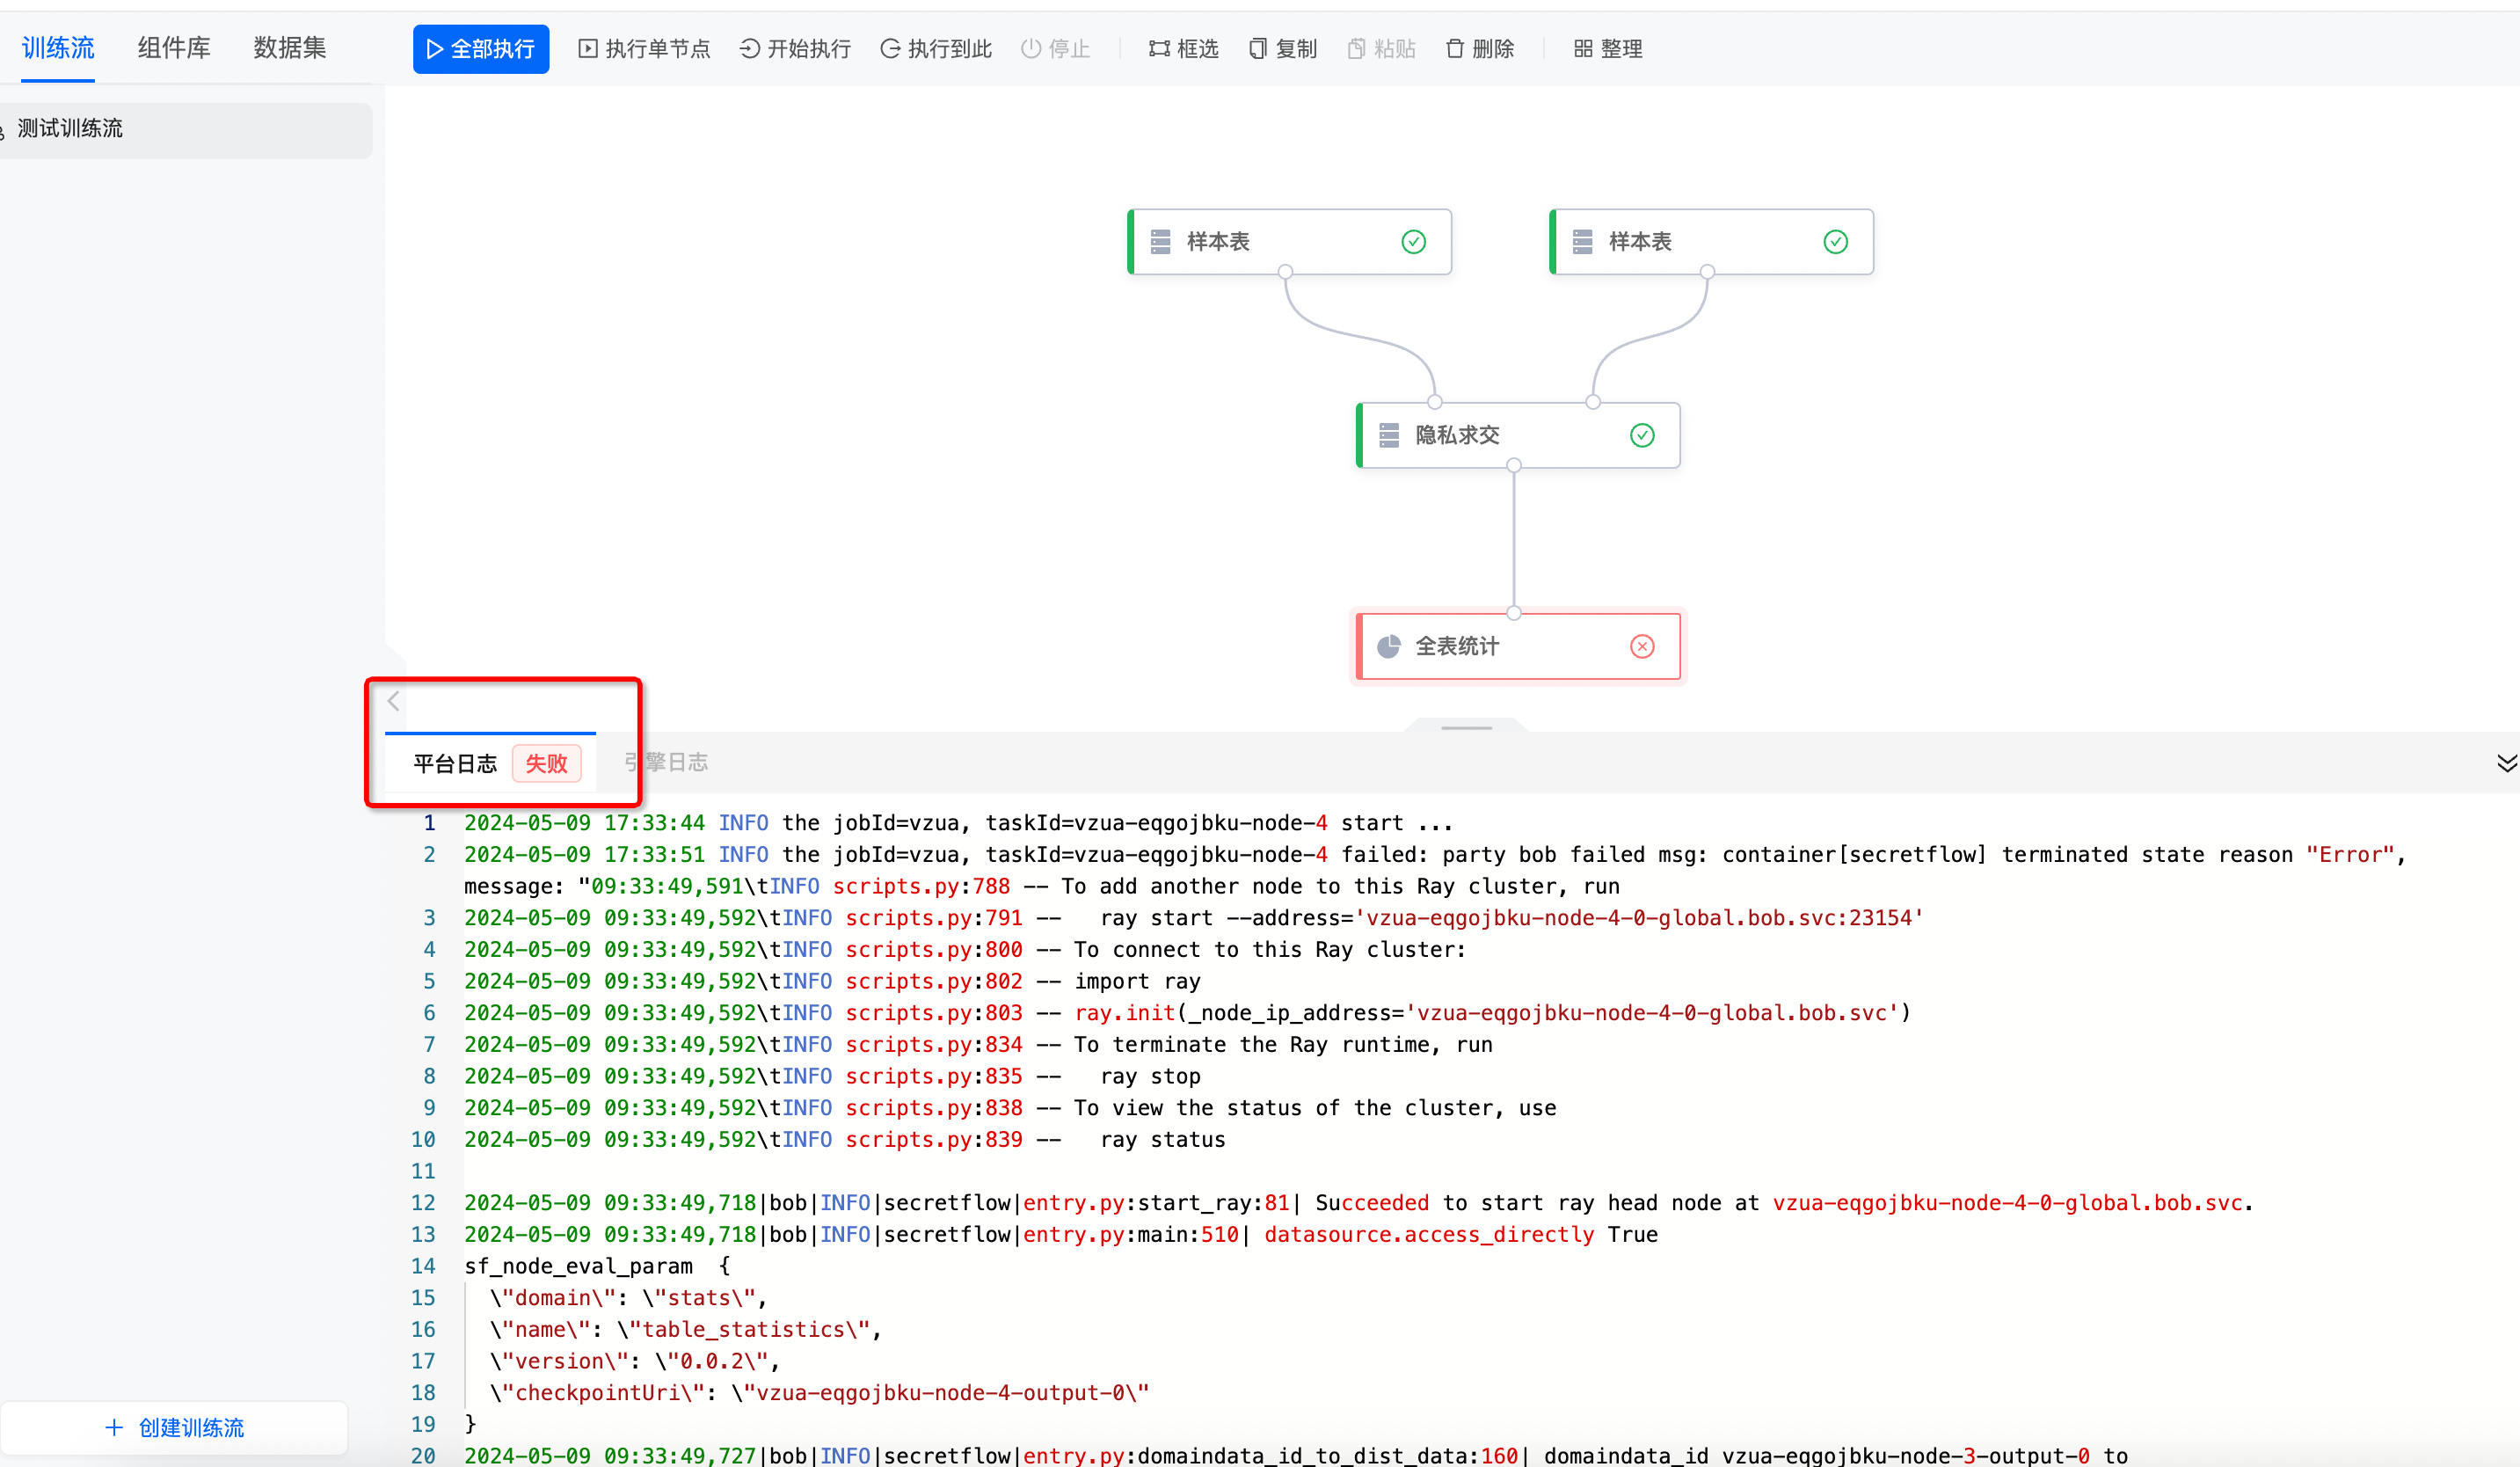 训练流 组件库 数据集 全部执行 执行单节点 开始执行 执行到此 停止 框选 复制 粘贴 删除 整理
测试训练流
样本表 样本表
隐私求交
全表统计
平台日志 失败 引擎日志
1 2024-05-09 17:33:44 INFO the jobId=vzua, taskId=vzua-eqgojbku-node-4 start ...
2 2024-05-09 17:33:51 INFO the jobId=vzua, taskId=vzua-eqgojbku-node-4 failed: party bob failed msg: container[secretflow] terminated state reason "Error",
message: "09:33:49,591\tINFO scripts.py:788 -- To add another node to this Ray cluster, run
3 2024-05-09 09:33:49,592\tINFO scripts.py:791 --   ray start --address='vzua-eqgojbku-node-4-0-global.bob.svc:23154'
4 2024-05-09 09:33:49,592\tINFO scripts.py:800 -- To connect to this Ray cluster:
5 2024-05-09 09:33:49,592\tINFO scripts.py:802 -- import ray
6 2024-05-09 09:33:49,592\tINFO scripts.py:803 -- ray.init(_node_ip_address='vzua-eqgojbku-node-4-0-global.bob.svc')
7 2024-05-09 09:33:49,592\tINFO scripts.py:834 -- To terminate the Ray runtime, run
8 2024-05-09 09:33:49,592\tINFO scripts.py:835 --   ray stop
9 2024-05-09 09:33:49,592\tINFO scripts.py:838 -- To view the status of the cluster, use
10 2024-05-09 09:33:49,592\tINFO scripts.py:839 --   ray status
11
12 2024-05-09 09:33:49,718|bob|INFO|secretflow|entry.py:start_ray:81| Succeeded to start ray head node at vzua-eqgojbku-node-4-0-global.bob.svc.
13 2024-05-09 09:33:49,718|bob|INFO|secretflow|entry.py:main:510| datasource.access_directly True
14 sf_node_eval_param  {
15   \"domain\": \"stats\",
16   \"name\": \"table_statistics\",
17   \"version\": \"0.0.2\",
18   \"checkpointUri\": \"vzua-eqgojbku-node-4-output-0\"
19 }
创建训练流
20 2024-05-09 09:33:49,727|bob|INFO|secretflow|entry.py:domaindata_id_to_dist_data:160| domaindata_id vzua-eqgojbku-node-3-output-0 to